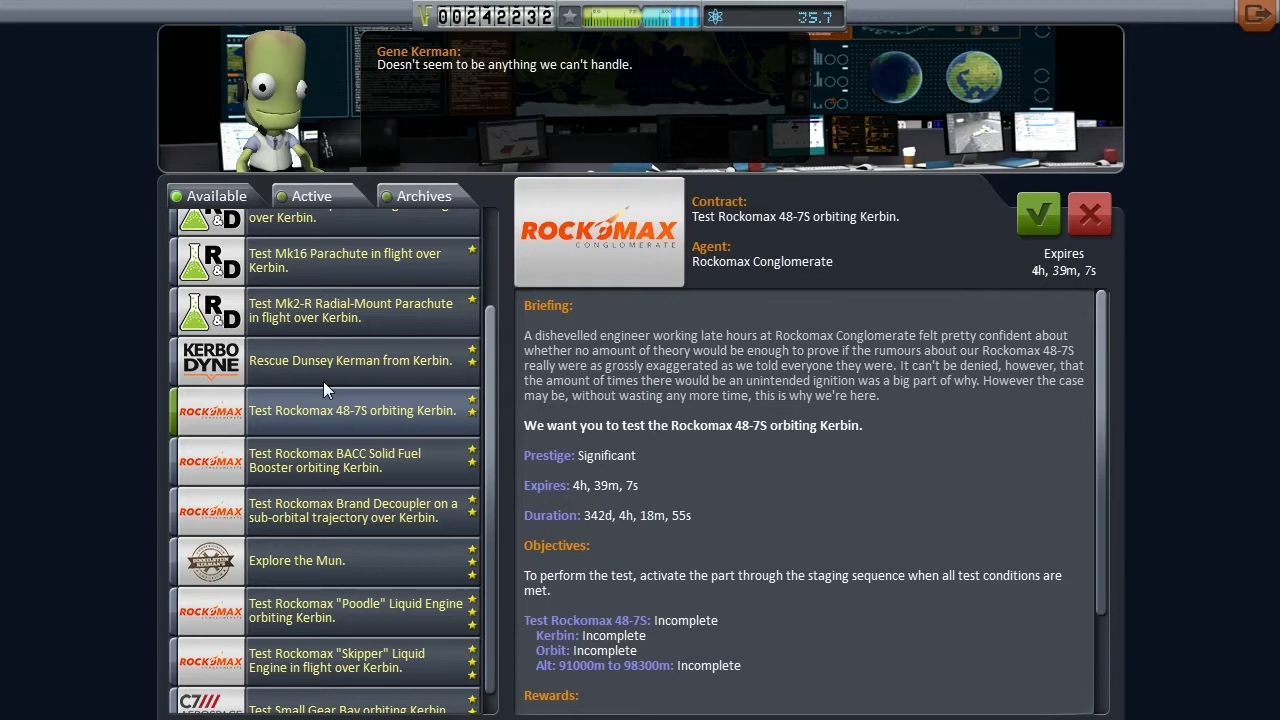 00242232
35.7
Gene Kerman:
Doesn't seem to be anything we can't handle.
Available
Active
Archives
R&D
over Kerbin.
R&D
Test Mk16 Parachute in flight over
Kerbin.
R&D
Test Mk2-R Radial-Mount Parachute
in flight over Kerbin.
KERBO
DYNE
Rescue Dunsey Kerman from Kerbin.
ROCKOMAX
Test Rockomax 48-7S orbiting Kerbin.
ROCKOMAX
Test Rockomax BACC Solid Fuel
Booster orbiting Kerbin.
ROCKOMAX
Test Rockomax Brand Decoupler on a
sub-orbital trajectory over Kerbin.
Explore the Mun.
ROCKOMAX
Test Rockomax "Poodle" Liquid Engine
orbiting Kerbin.
ROCKOMAX
Test Rockomax "Skipper" Liquid
Engine in flight over Kerbin.
C7
Test Small Gear Bay orbiting Kerbin
ROCKOMAX
CONGLOMERATE
Contract:
Test Rockomax 48-7S orbiting Kerbin.
Agent:
Rockomax Conglomerate
Expires
4h, 39m, 7s
Briefing:
A dishevelled engineer working late hours at Rockomax Conglomerate felt pretty confident about
whether no amount of theory would be enough to prove if the rumours about our Rockomax 48-7S
really were as grossly exaggerated as we told everyone they were. It can't be denied, however, that
the amount of times there would be an unintended ignition was a big part of why. However the case
may be, without wasting any more time, this is why we're here.
We want you to test the Rockomax 48-7S orbiting Kerbin.
Prestige: Significant
Expires: 4h, 39m, 7s
Duration: 342d, 4h, 18m, 55s
Objectives:
To perform the test, activate the part through the staging sequence when all test conditions are
met.
Test Rockomax 48-7S: Incomplete
Kerbin: Incomplete
Orbit: Incomplete
Alt: 91000m to 98300m: Incomplete
Rewards: